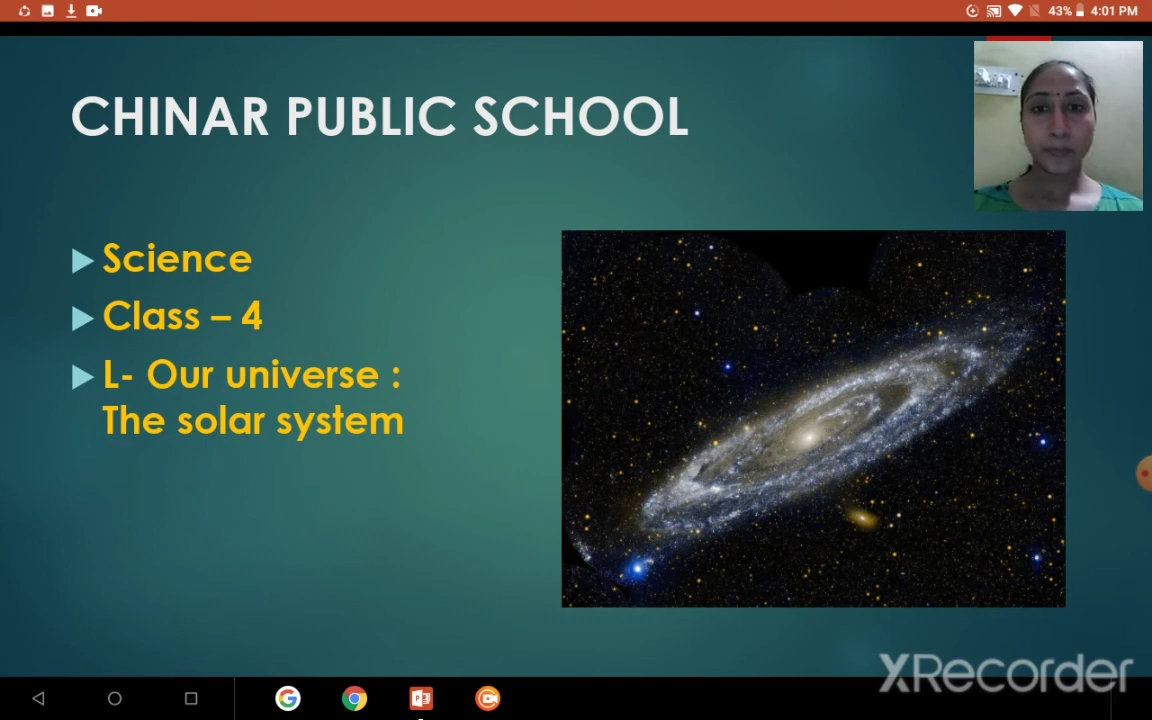 43% 4:01 PM
CHINAR PUBLIC SCHOOL
Science
Class – 4
L- Our universe :
The solar system
XRecorder